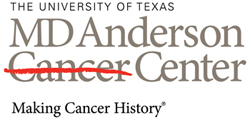 THE UNIVERSITY OF TEXAS
MD Anderson
Cancer Center
Making Cancer History®